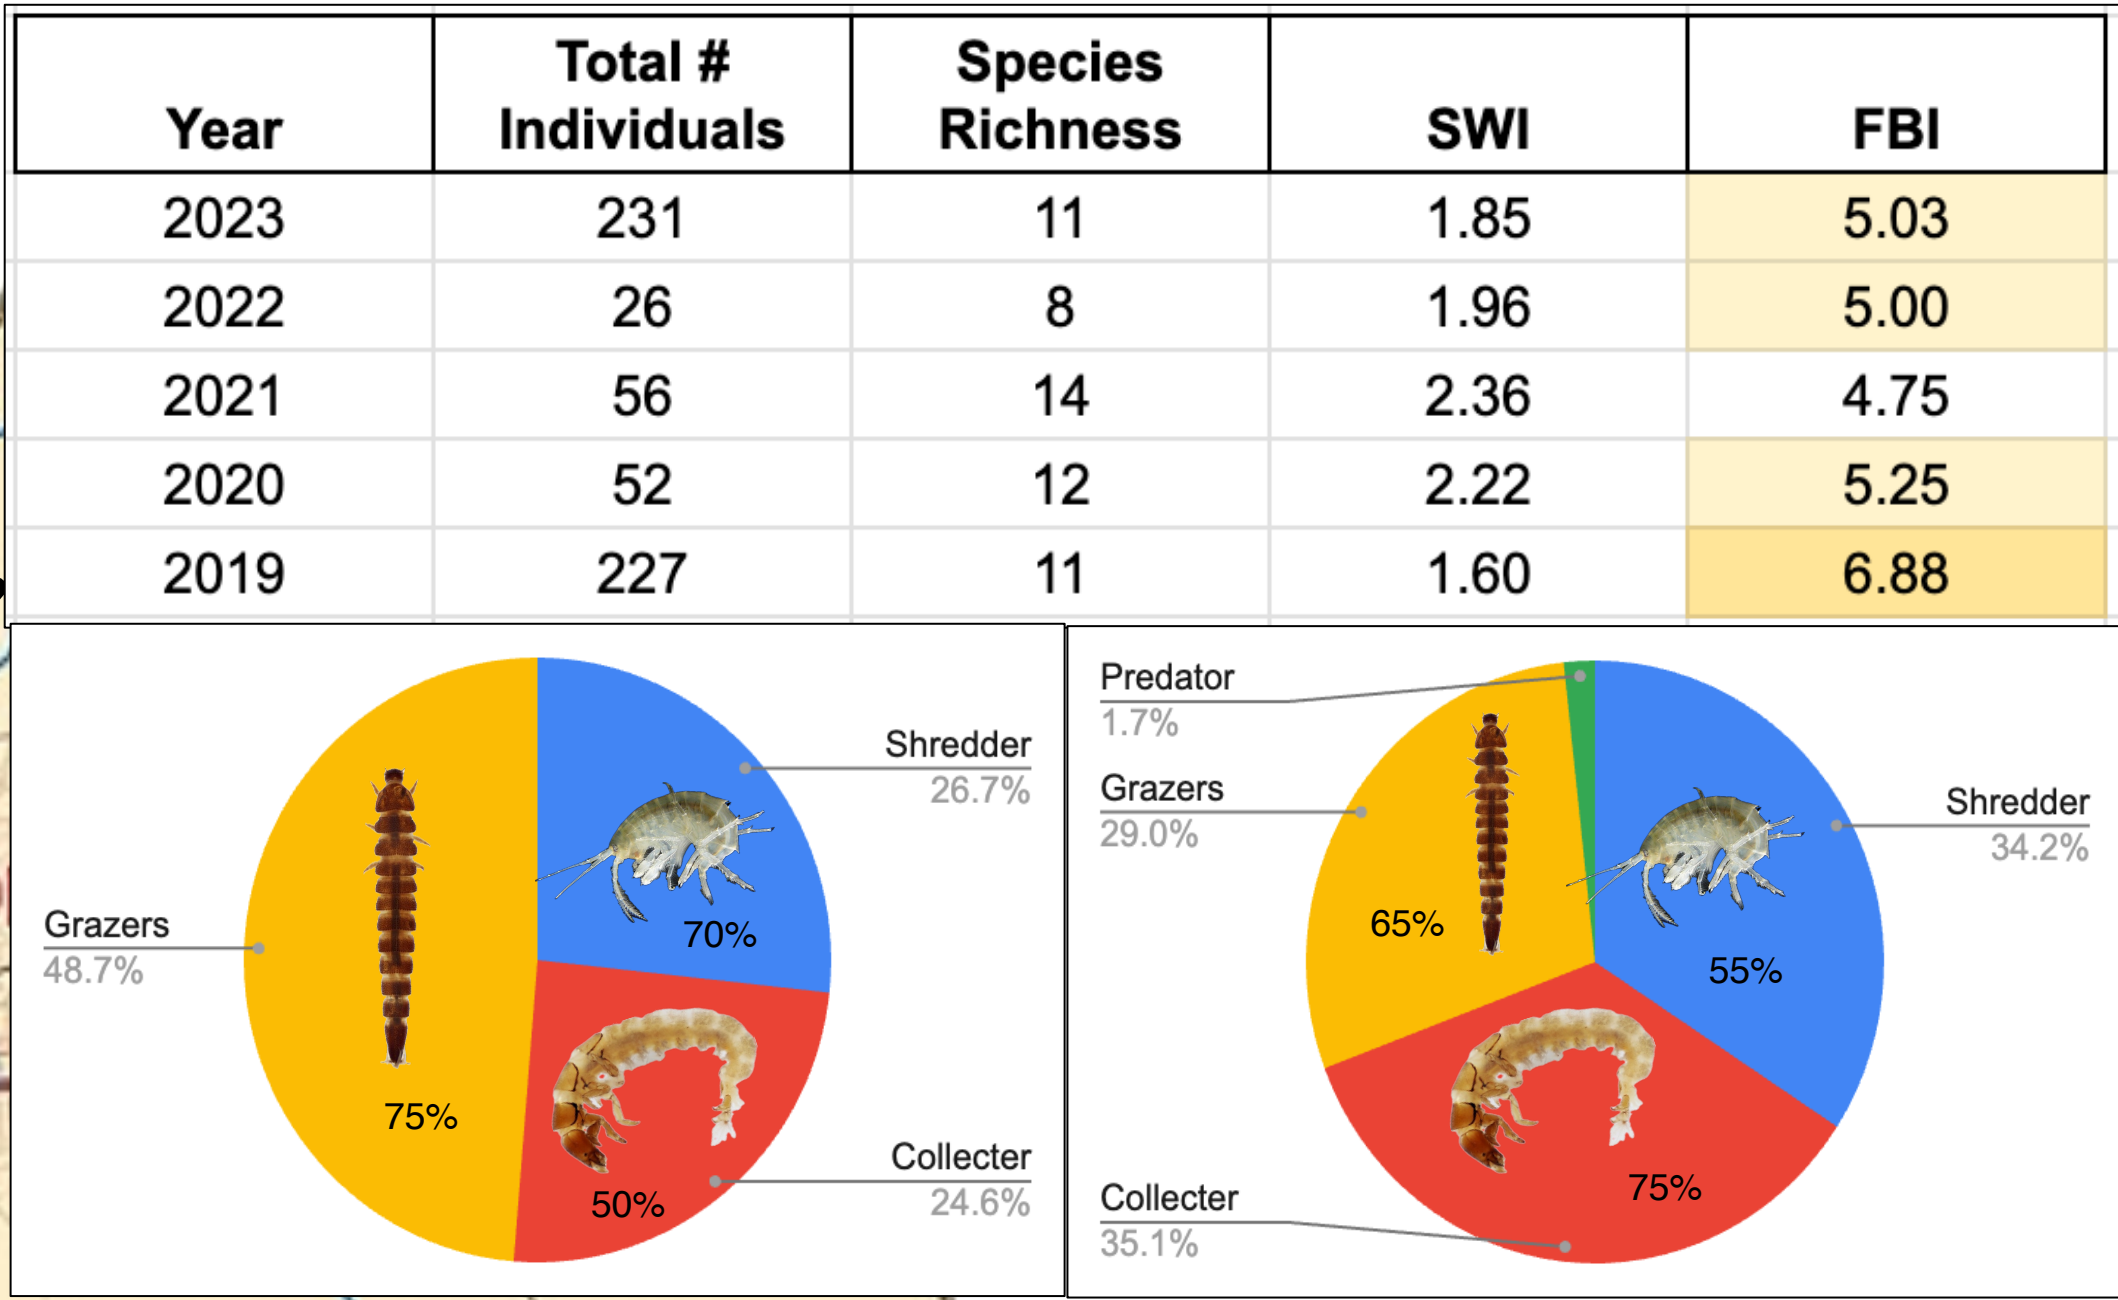 Year Total # Individuals Species Richness SWI FBI
2023 231 11 1.85 5.03
2022 26 8 1.96 5.00
2021 56 14 2.36 4.75
2020 52 12 2.22 5.25
2019 227 11 1.60 6.88
Shredder
26.7%
70%
Grazers
48.7%
75%
Collecter
24.6%
50%
Predator
1.7%
Grazers
29.0%
65%
Shredder
34.2%
55%
Collecter
35.1%
75%